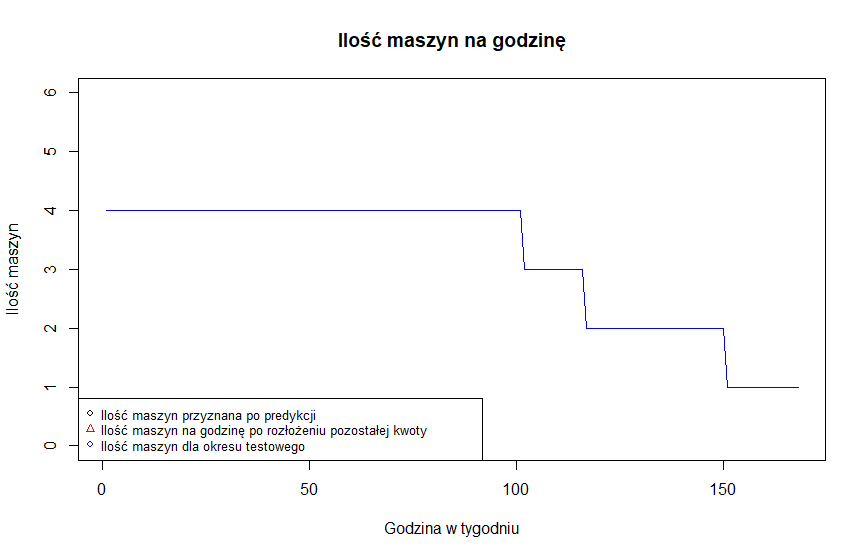 Ilość maszyn na godzinę
Ilość maszyn
6
5
4
3
2
1
0
Ilość maszyn przyznana po predykcji
Ilość maszyn na godzinę po rozłożeniu pozostałej kwoty
Ilość maszyn dla okresu testowego
0 50 100 150
Godzina w tygodniu